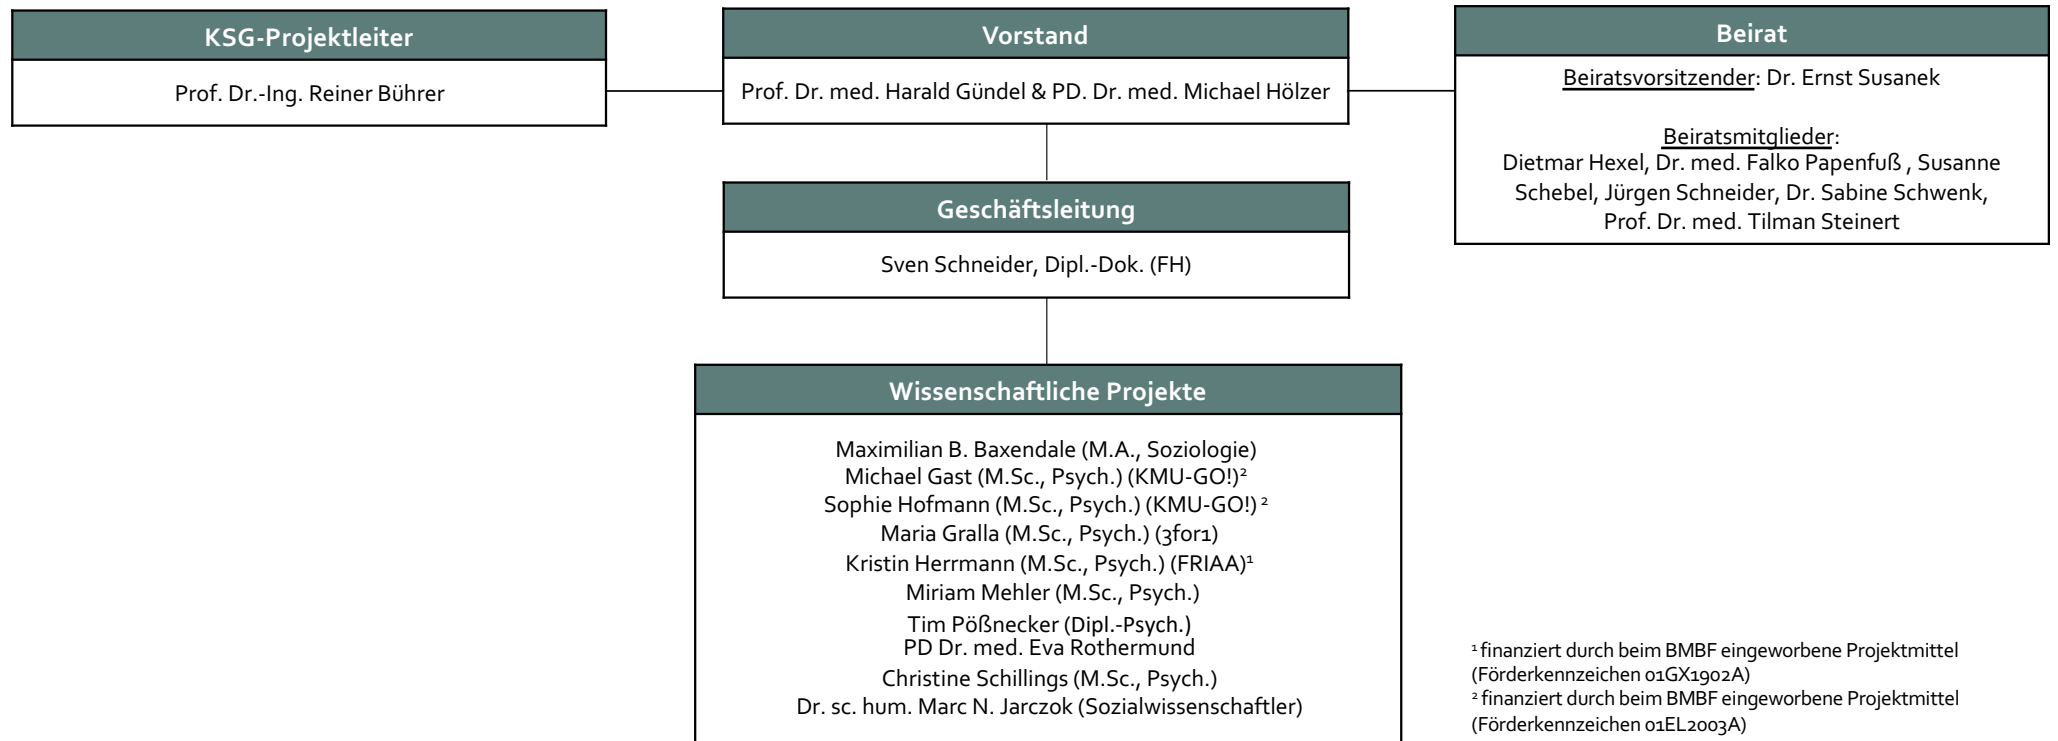 KSG-Projektleiter
Prof. Dr.-Ing. Reiner Bührer
Vorstand
Prof. Dr. med. Harald Gündel & PD. Dr. med. Michael Hölzer
Beirat
Beiratsvorsitzender: Dr. Ernst Susanek
Beiratsmitglieder:
Dietmar Hexel, Dr. med. Falko Papenfuß , Susanne
Schebel, Jürgen Schneider, Dr. Sabine Schwenk,
Prof. Dr. med. Tilman Steinert
Geschäftsleitung
Sven Schneider, Dipl.-Dok. (FH)
Wissenschaftliche Projekte
Maximilian B. Baxendale (M.A., Soziologie)
Michael Gast (M.Sc., Psych.) (KMU-GO!)²
Sophie Hofmann (M.Sc., Psych.) (KMU-GO!) ²
Maria Gralla (M.Sc., Psych.) (3for1)
Kristin Herrmann (M.Sc., Psych.) (FRIAA)¹
Miriam Mehler (M.Sc., Psych.)
Tim Pößnecker (Dipl.-Psych.)
PD Dr. med. Eva Rothermund
Christine Schillings (M.Sc., Psych.)
Dr. sc. hum. Marc N. Jarczok (Sozialwissenschaftler)
¹ finanziert durch beim BMBF eingeworbene Projektmittel
(Förderkennzeichen 01GX1902A)
² finanziert durch beim BMBF eingeworbene Projektmittel
(Förderkennzeichen 01EL2003A)